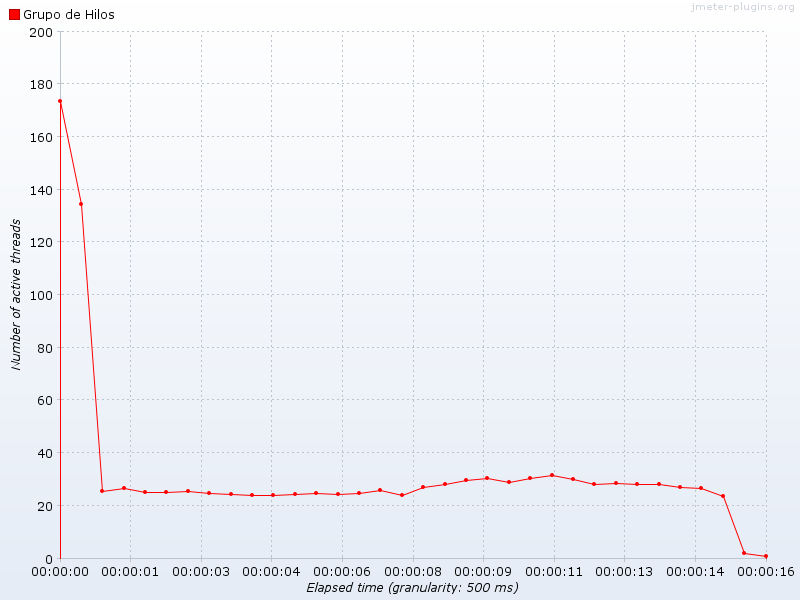 jmeter-plugins.org
Grupo de Hilos
200
180
160
140
120
100
80
60
40
20
0
Number of active threads
00:00:00 00:00:01 00:00:03 00:00:04 00:00:06 00:00:08 00:00:09 00:00:11 00:00:13 00:00:14 00:00:16
Elapsed time (granularity: 500 ms)